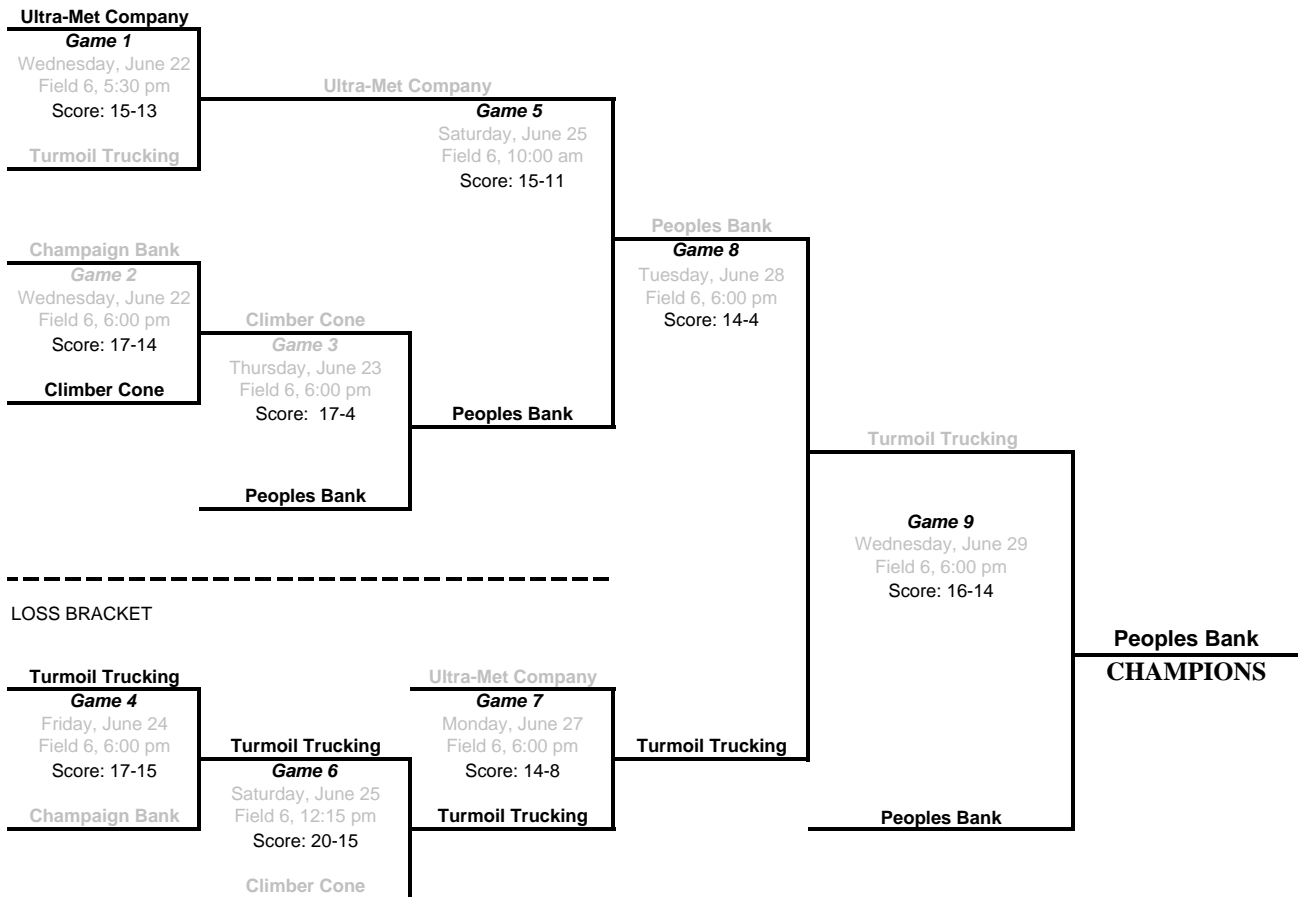 Ultra-Met Company
Game 1
Wednesday, June 22
Field 6, 5:30 pm
Score: 15-13
Turmoil Trucking
Ultra-Met Company
Game 5
Saturday, June 25
Field 6, 10:00 am
Score: 15-11
Champaign Bank
Game 2
Wednesday, June 22
Field 6, 6:00 pm
Score: 17-14
Climber Cone
Climber Cone
Game 3
Thursday, June 23
Field 6, 6:00 pm
Score: 17-4
Peoples Bank
Peoples Bank
Peoples Bank
Game 8
Tuesday, June 28
Field 6, 6:00 pm
Score: 14-4
Turmoil Trucking
Game 9
Wednesday, June 29
Field 6, 6:00 pm
Score: 16-14
Peoples Bank
Peoples Bank
CHAMPIONS
LOSS BRACKET
Turmoil Trucking
Game 4
Friday, June 24
Field 6, 6:00 pm
Score: 17-15
Champaign Bank
Turmoil Trucking
Game 6
Saturday, June 25
Field 6, 12:15 pm
Score: 20-15
Climber Cone
Ultra-Met Company
Game 7
Monday, June 27
Field 6, 6:00 pm
Score: 14-8
Turmoil Trucking
Turmoil Trucking